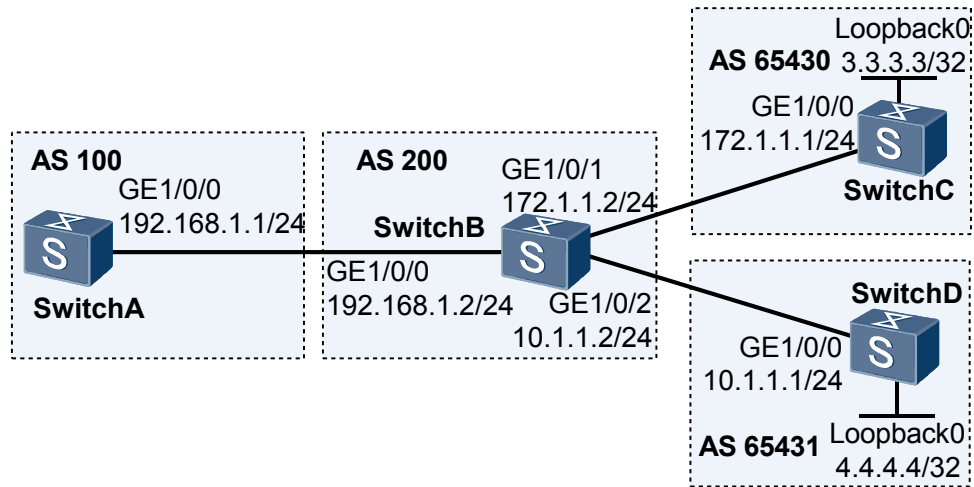 AS 100
GE1/0/0
192.168.1.1/24
S
SwitchA
AS 200
GE1/0/1
172.1.1.2/24
SwitchB
S
GE1/0/0
192.168.1.2/24
GE1/0/2
10.1.1.2/24
Loopback0
AS 65430 3.3.3.3/32
GE1/0/0
172.1.1.1/24
S
SwitchC
SwitchD
GE1/0/0
10.1.1.1/24
S
AS 65431
Loopback0
4.4.4.4/32